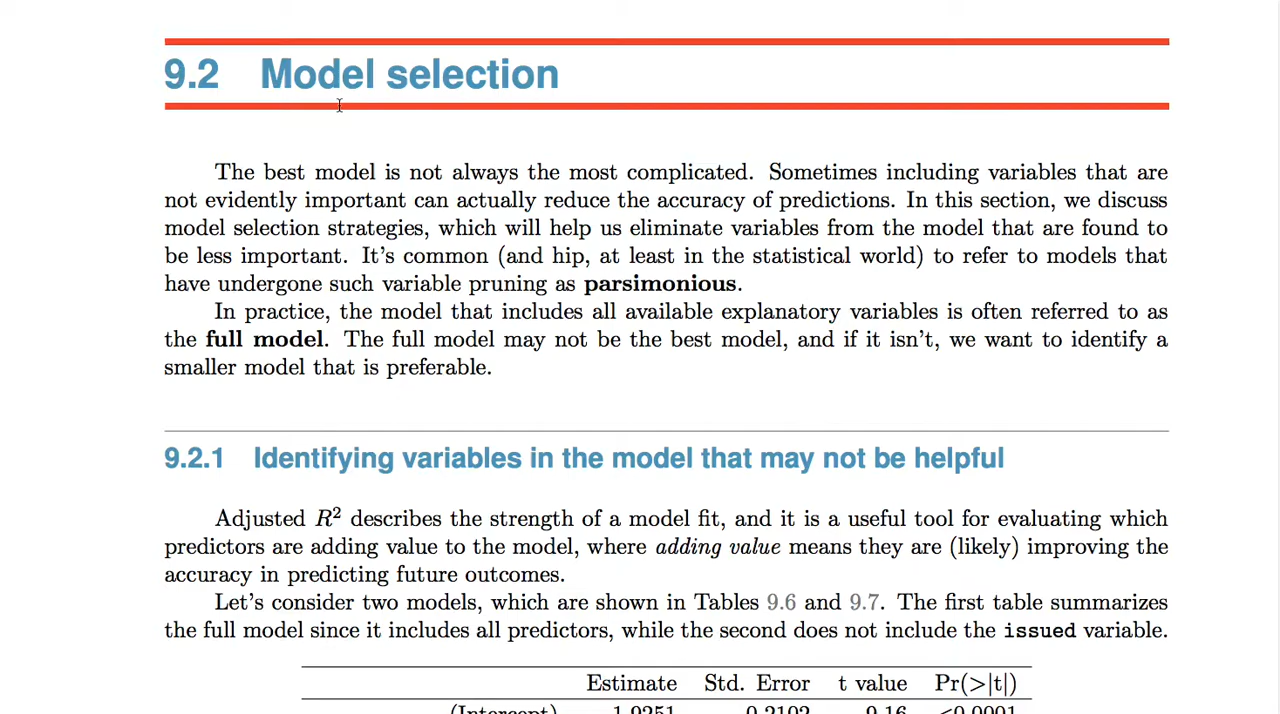 9.2 Model selection
The best model is not always the most complicated. Sometimes including variables that are
not evidently important can actually reduce the accuracy of predictions. In this section, we discuss
model selection strategies, which will help us eliminate variables from the model that are found to
be less important. It's common (and hip, at least in the statistical world) to refer to models that
have undergone such variable pruning as parsimonious.
In practice, the model that includes all available explanatory variables is often referred to as
the full model. The full model may not be the best model, and if it isn't, we want to identify a
smaller model that is preferable.
9.2.1 Identifying variables in the model that may not be helpful
Adjusted R² describes the strength of a model fit, and it is a useful tool for evaluating which
predictors are adding value to the model, where adding value means they are (likely) improving the
accuracy in predicting future outcomes.
Let's consider two models, which are shown in Tables 9.6 and 9.7. The first table summarizes
the full model since it includes all predictors, while the second does not include the issued variable.
Estimate Std. Error t value Pr(>|t|)
(Intercept) 1.9251 0.2102 9.16 <0.0001